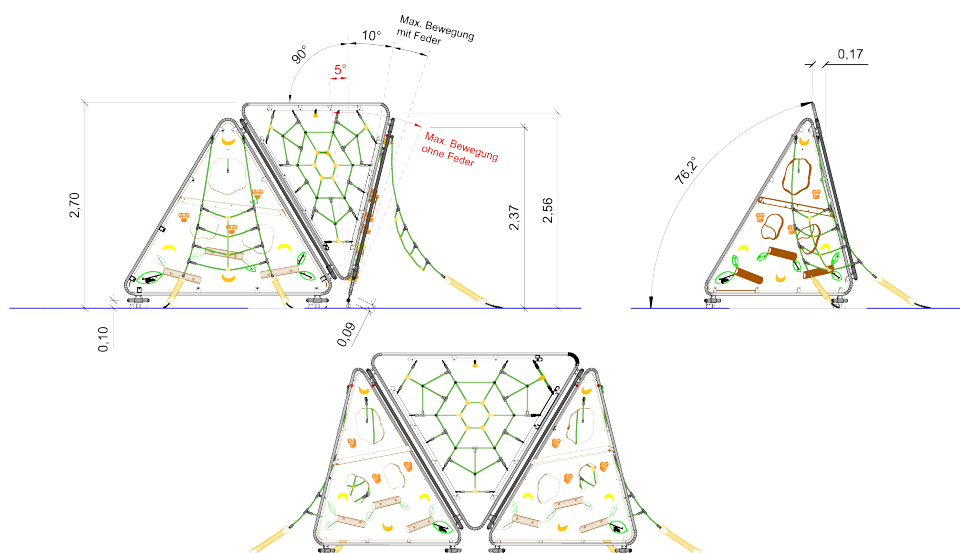 Max. Bewegung
mit Feder
10°
90°
5°
0,17
Max. Bewegung
ohne Feder
76,2°
2,70
2,37
2,56
0,10
0,09